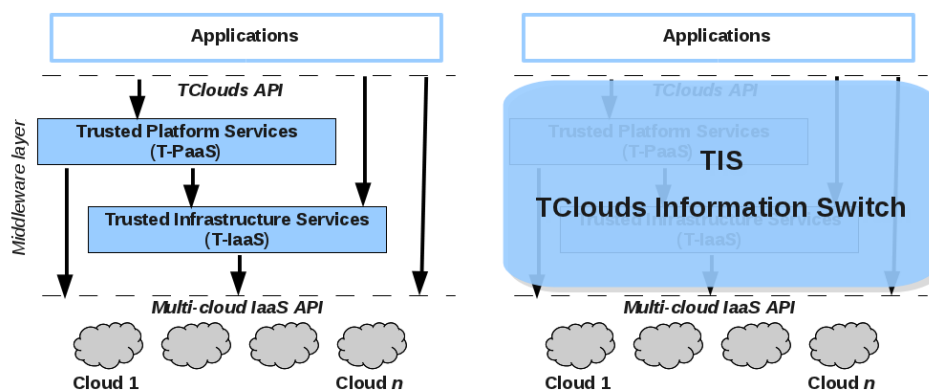 Applications
TClouds API
Trusted Platform Services
(T-PaaS)
Middleware layer
Trusted Infrastructure Services
(T-IaaS)
Multi-cloud IaaS API
Cloud 1
Cloud n
Applications
TClouds API
Trusted Platform Services
(T-PaaS)
TIS
TClouds Information Switch
Trusted Infrastructure Services
(T-IaaS)
Multi-cloud IaaS API
Cloud 1
Cloud n